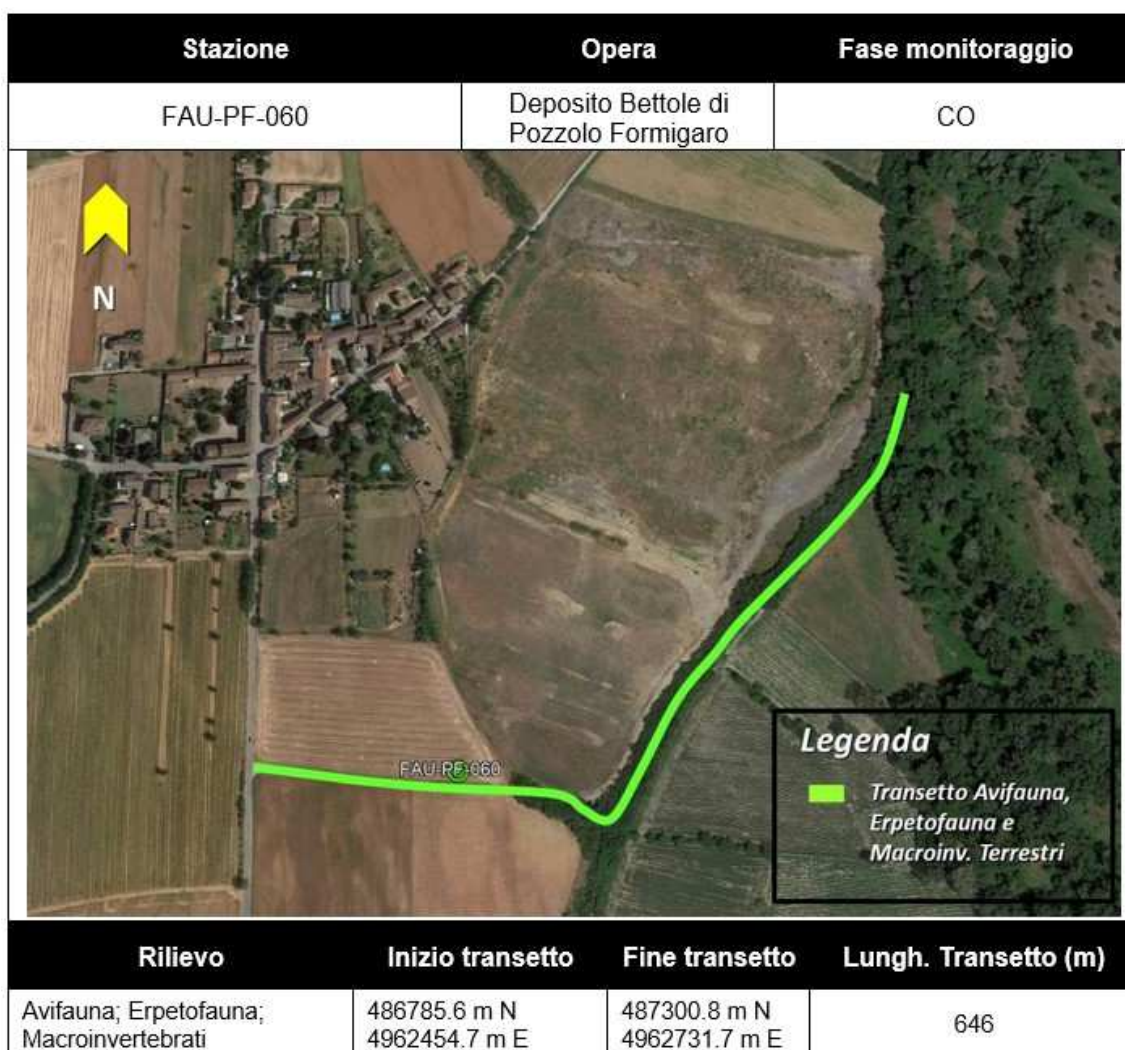 Stazione Opera Fase monitoraggio
FAU-PF-060 Deposito Bettole di Pozzolo Formigaro CO
N
FAU-PF-060
Legenda
Transetto Avifauna,
Erpetofauna e
Macroinv. Terrestri
Rilievo Inizio transetto Fine transetto Lungh. Transetto (m)
Avifauna; Erpetofauna; 486785.6 m N 487300.8 m N 646
Macroinvertebrati 4962454.7 m E 4962731.7 m E